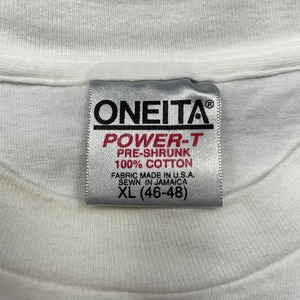 ONEITA®
POWER-T
PRE-SHRUNK
100% COTTON
FABRIC MADE IN U.S.A.
SEWN IN JAMAICA
XL (46-48)